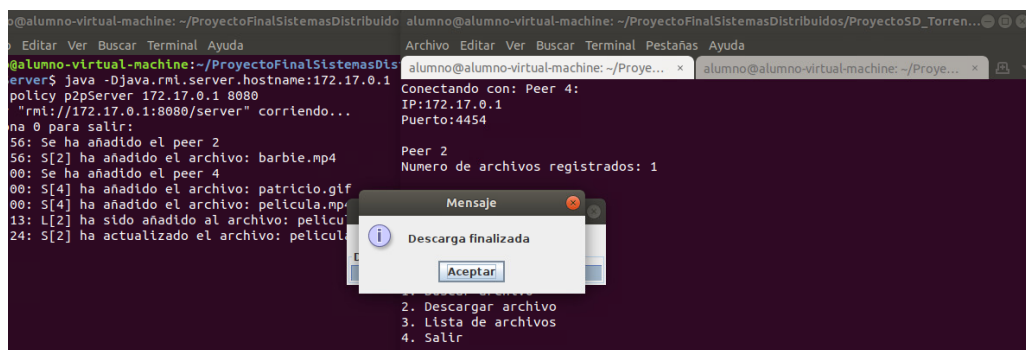 o@alumno-virtual-machine: ~/ProyectoFinalSistemasDistribuido
Editar Ver Buscar Terminal Ayuda
@alumno-virtual-machine:~/ProyectoFinalSistemasDis
erver$ java -Djava.rmi.server.hostname:172.17.0.1
policy p2pServer 172.17.0.1 8080
"rmi://172.17.0.1:8080/server" corriendo...
na 0 para salir:
56: Se ha añadido el peer 2
56: S[2] ha añadido el archivo: barbie.mp4
00: Se ha añadido el peer 4
00: S[4] ha añadido el archivo: patricio.gif
00: S[4] ha añadido el archivo: pelicula.mp
13: L[2] ha sido añadido al archivo: pelicu
24: S[2] ha actualizado el archivo: pelicula
alumno@alumno-virtual-machine: ~/ProyectoFinalSistemasDistribuidos/ProyectoSD_Torren...
Archivo Editar Ver Buscar Terminal Pestañas Ayuda
alumno@alumno-virtual-machine: ~/Proye... ×
alumno@alumno-virtual-machine: ~/Proye... ×
Conectando con: Peer 4:
IP:172.17.0.1
Puerto:4454
Peer 2
Numero de archivos registrados: 1
Mensaje
Descarga finalizada
Aceptar
2. Descargar archivo
3. Lista de archivos
4. Salir